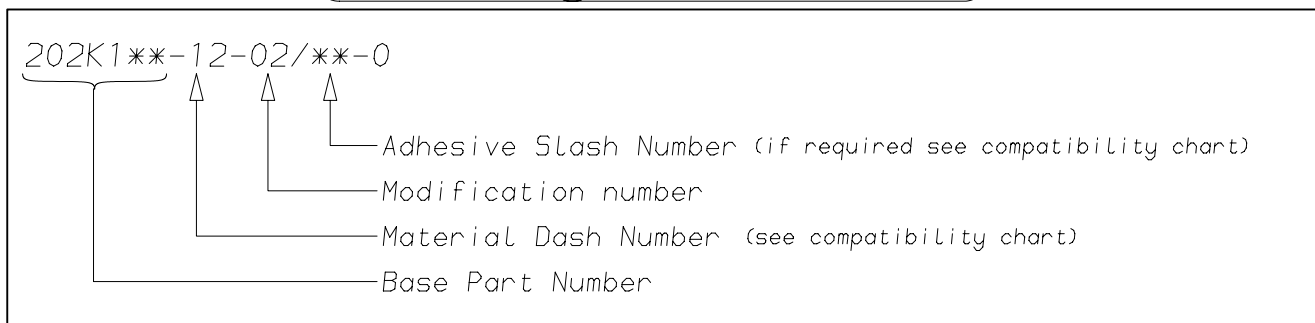 202K1**-12-02/**-0
Adhesive Slash Number (if required see compatibility chart)
Modification number
Material Dash Number (see compatibility chart)
Base Part Number